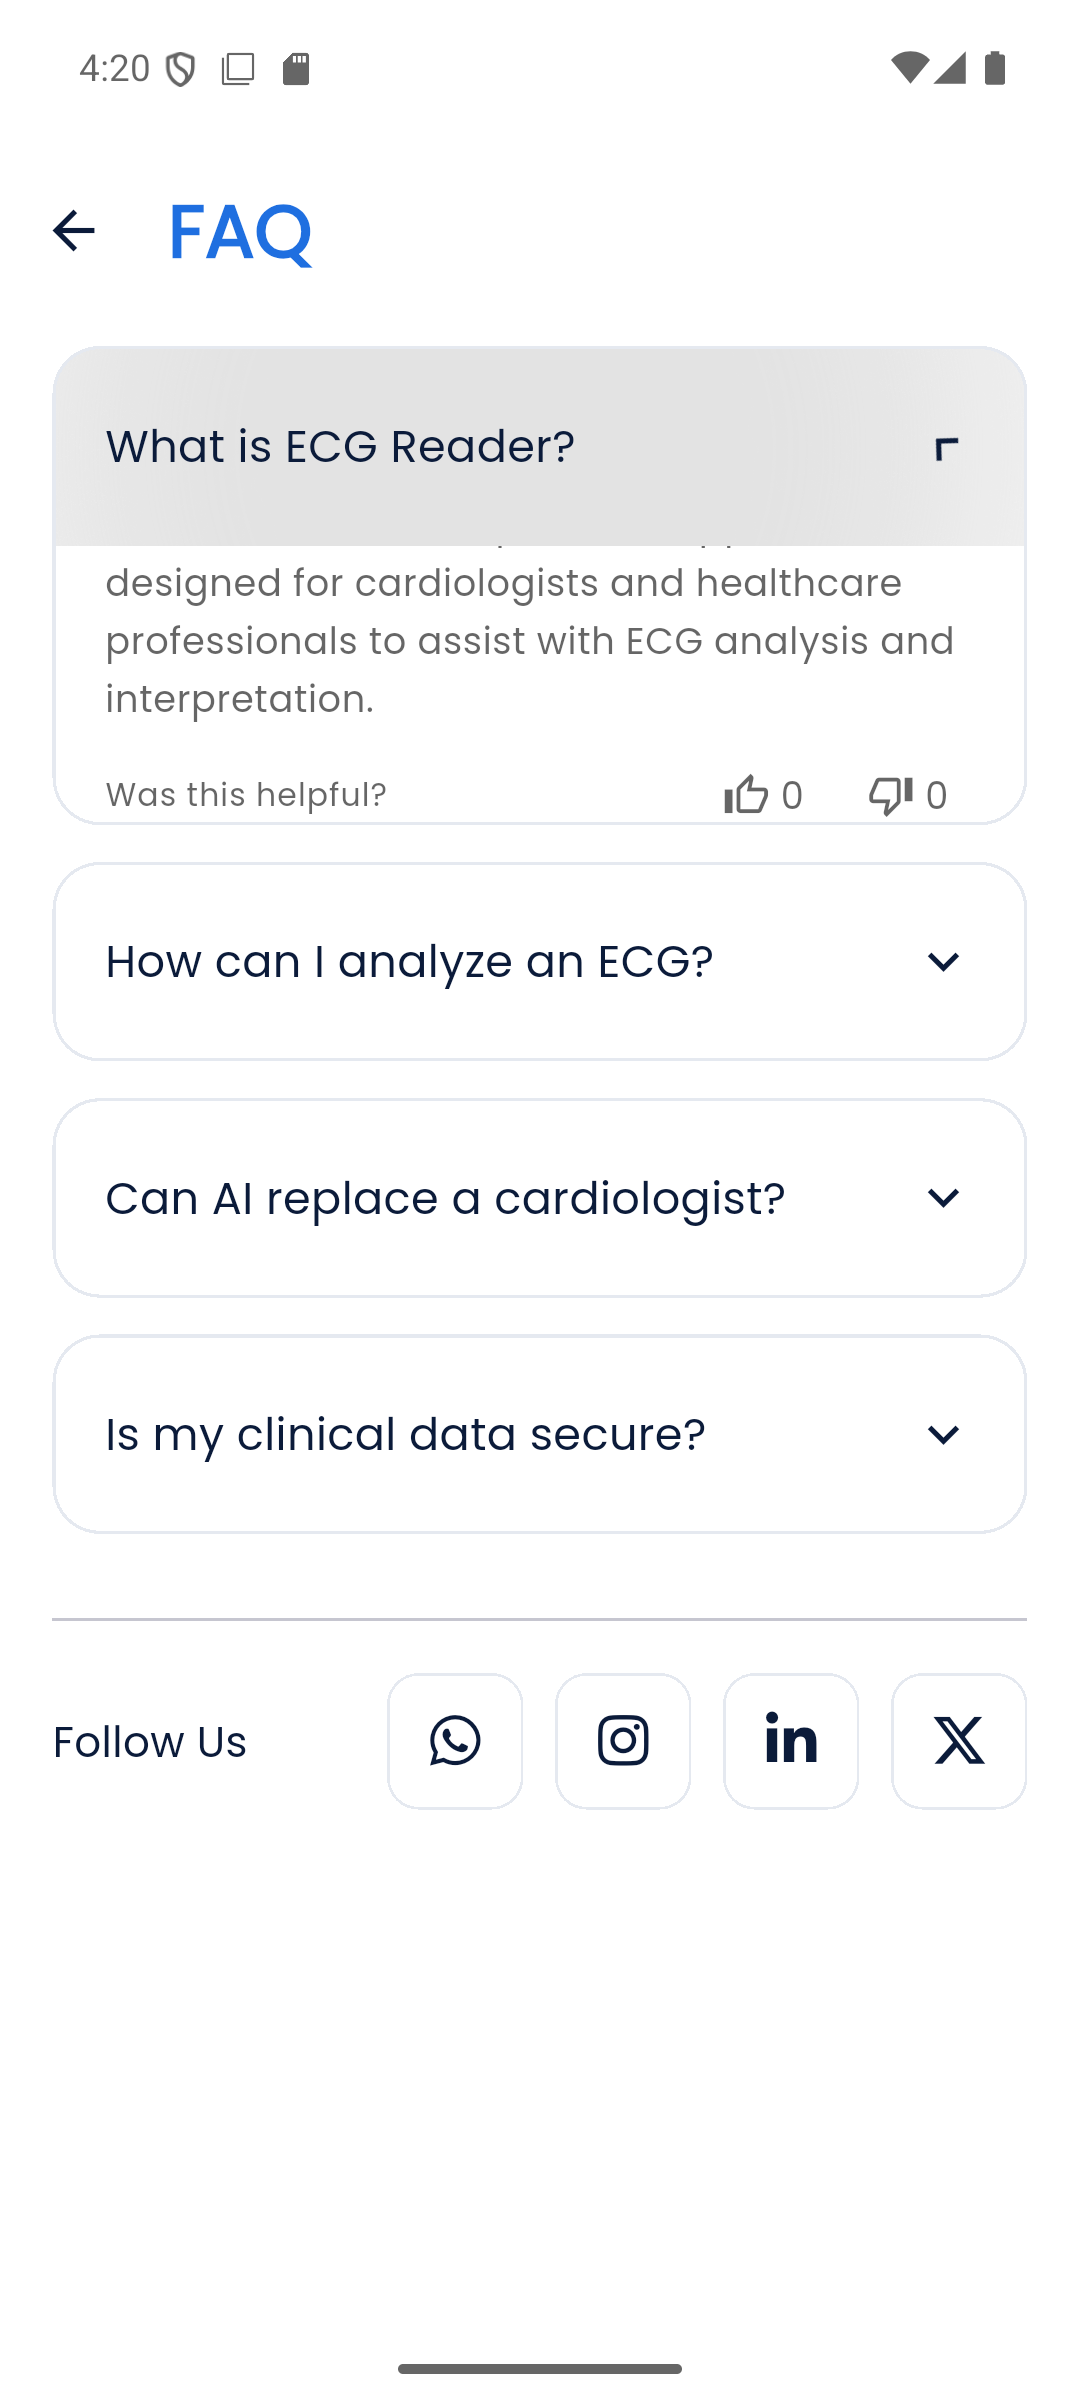 4:20
FAQ
What is ECG Reader?
designed for cardiologists and healthcare
professionals to assist with ECG analysis and
interpretation.
Was this helpful? 0 0
How can I analyze an ECG?
Can AI replace a cardiologist?
Is my clinical data secure?
Follow Us